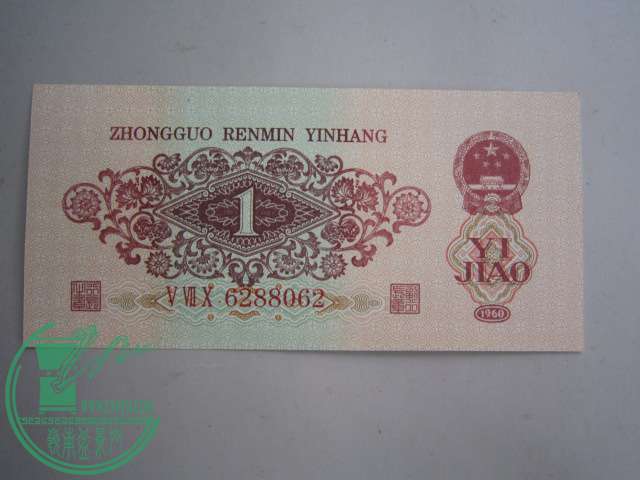 ZHONGGUO RENMIN YINHANG
1
YI
JIAO
V VII X 6288062
1960